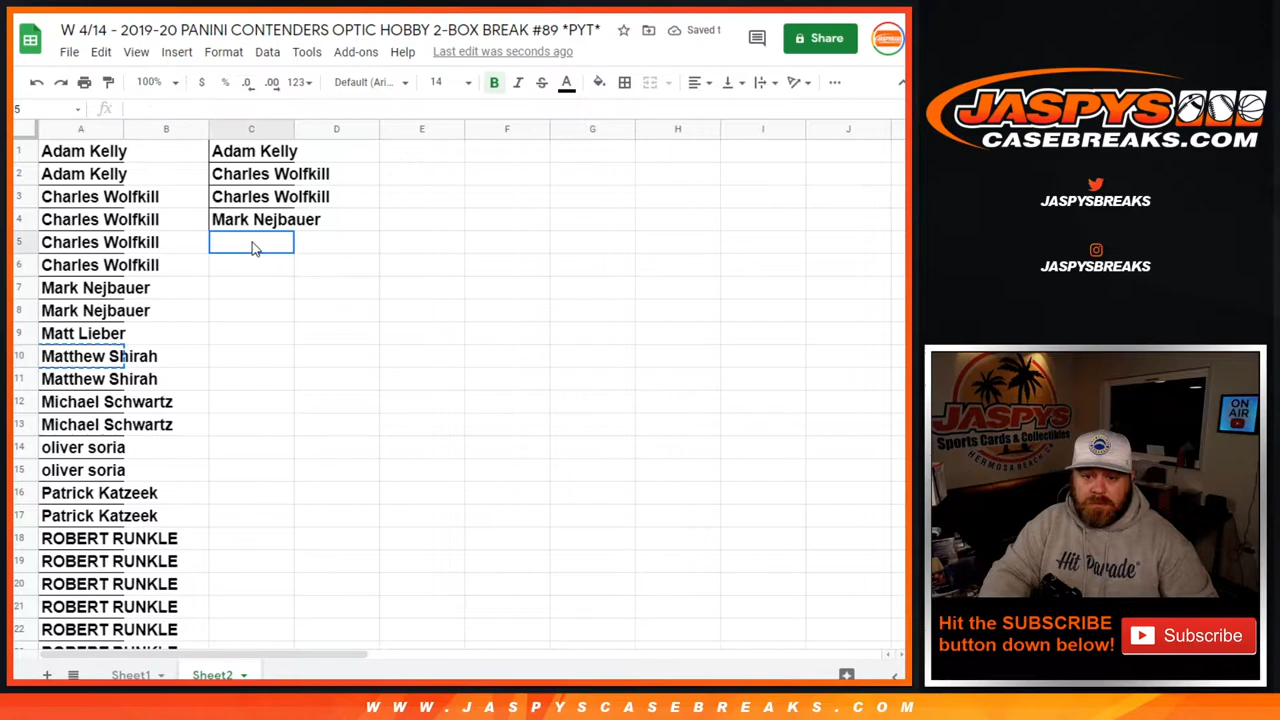 W 4/14 - 2019-20 PANINI CONTENDERS OPTIC HOBBY 2-BOX BREAK #89 *PYT*
Saved t
Share
File Edit View Insert Format Data Tools Add-ons Help Last edit was seconds ago
100% $ % .0 .00 123 Default (Ari... 14 B I S A
5 fx
A B C D E F G H I J
1 Adam Kelly Adam Kelly
2 Adam Kelly Charles Wolfkill
3 Charles Wolfkill Charles Wolfkill
4 Charles Wolfkill Mark Nejbauer
5 Charles Wolfkill
6 Charles Wolfkill
7 Mark Nejbauer
8 Mark Nejbauer
9 Matt Lieber
10 Matthew Shirah
11 Matthew Shirah
12 Michael Schwartz
13 Michael Schwartz
14 oliver soria
15 oliver soria
16 Patrick Katzeek
17 Patrick Katzeek
18 ROBERT RUNKLE
19 ROBERT RUNKLE
20 ROBERT RUNKLE
21 ROBERT RUNKLE
22 ROBERT RUNKLE
Sheet1 Sheet2
JASPYS
CASEBREAKS.COM
JASPYSBREAKS
JASPYSBREAKS
JASPYS
Sports Cards & Collectibles
HERMOSA BEACH CA
ON
AIR
Hit Parade
Hit the SUBSCRIBE
button down below!
Subscribe
WWW.JASPYSCASEBREAKS.COM